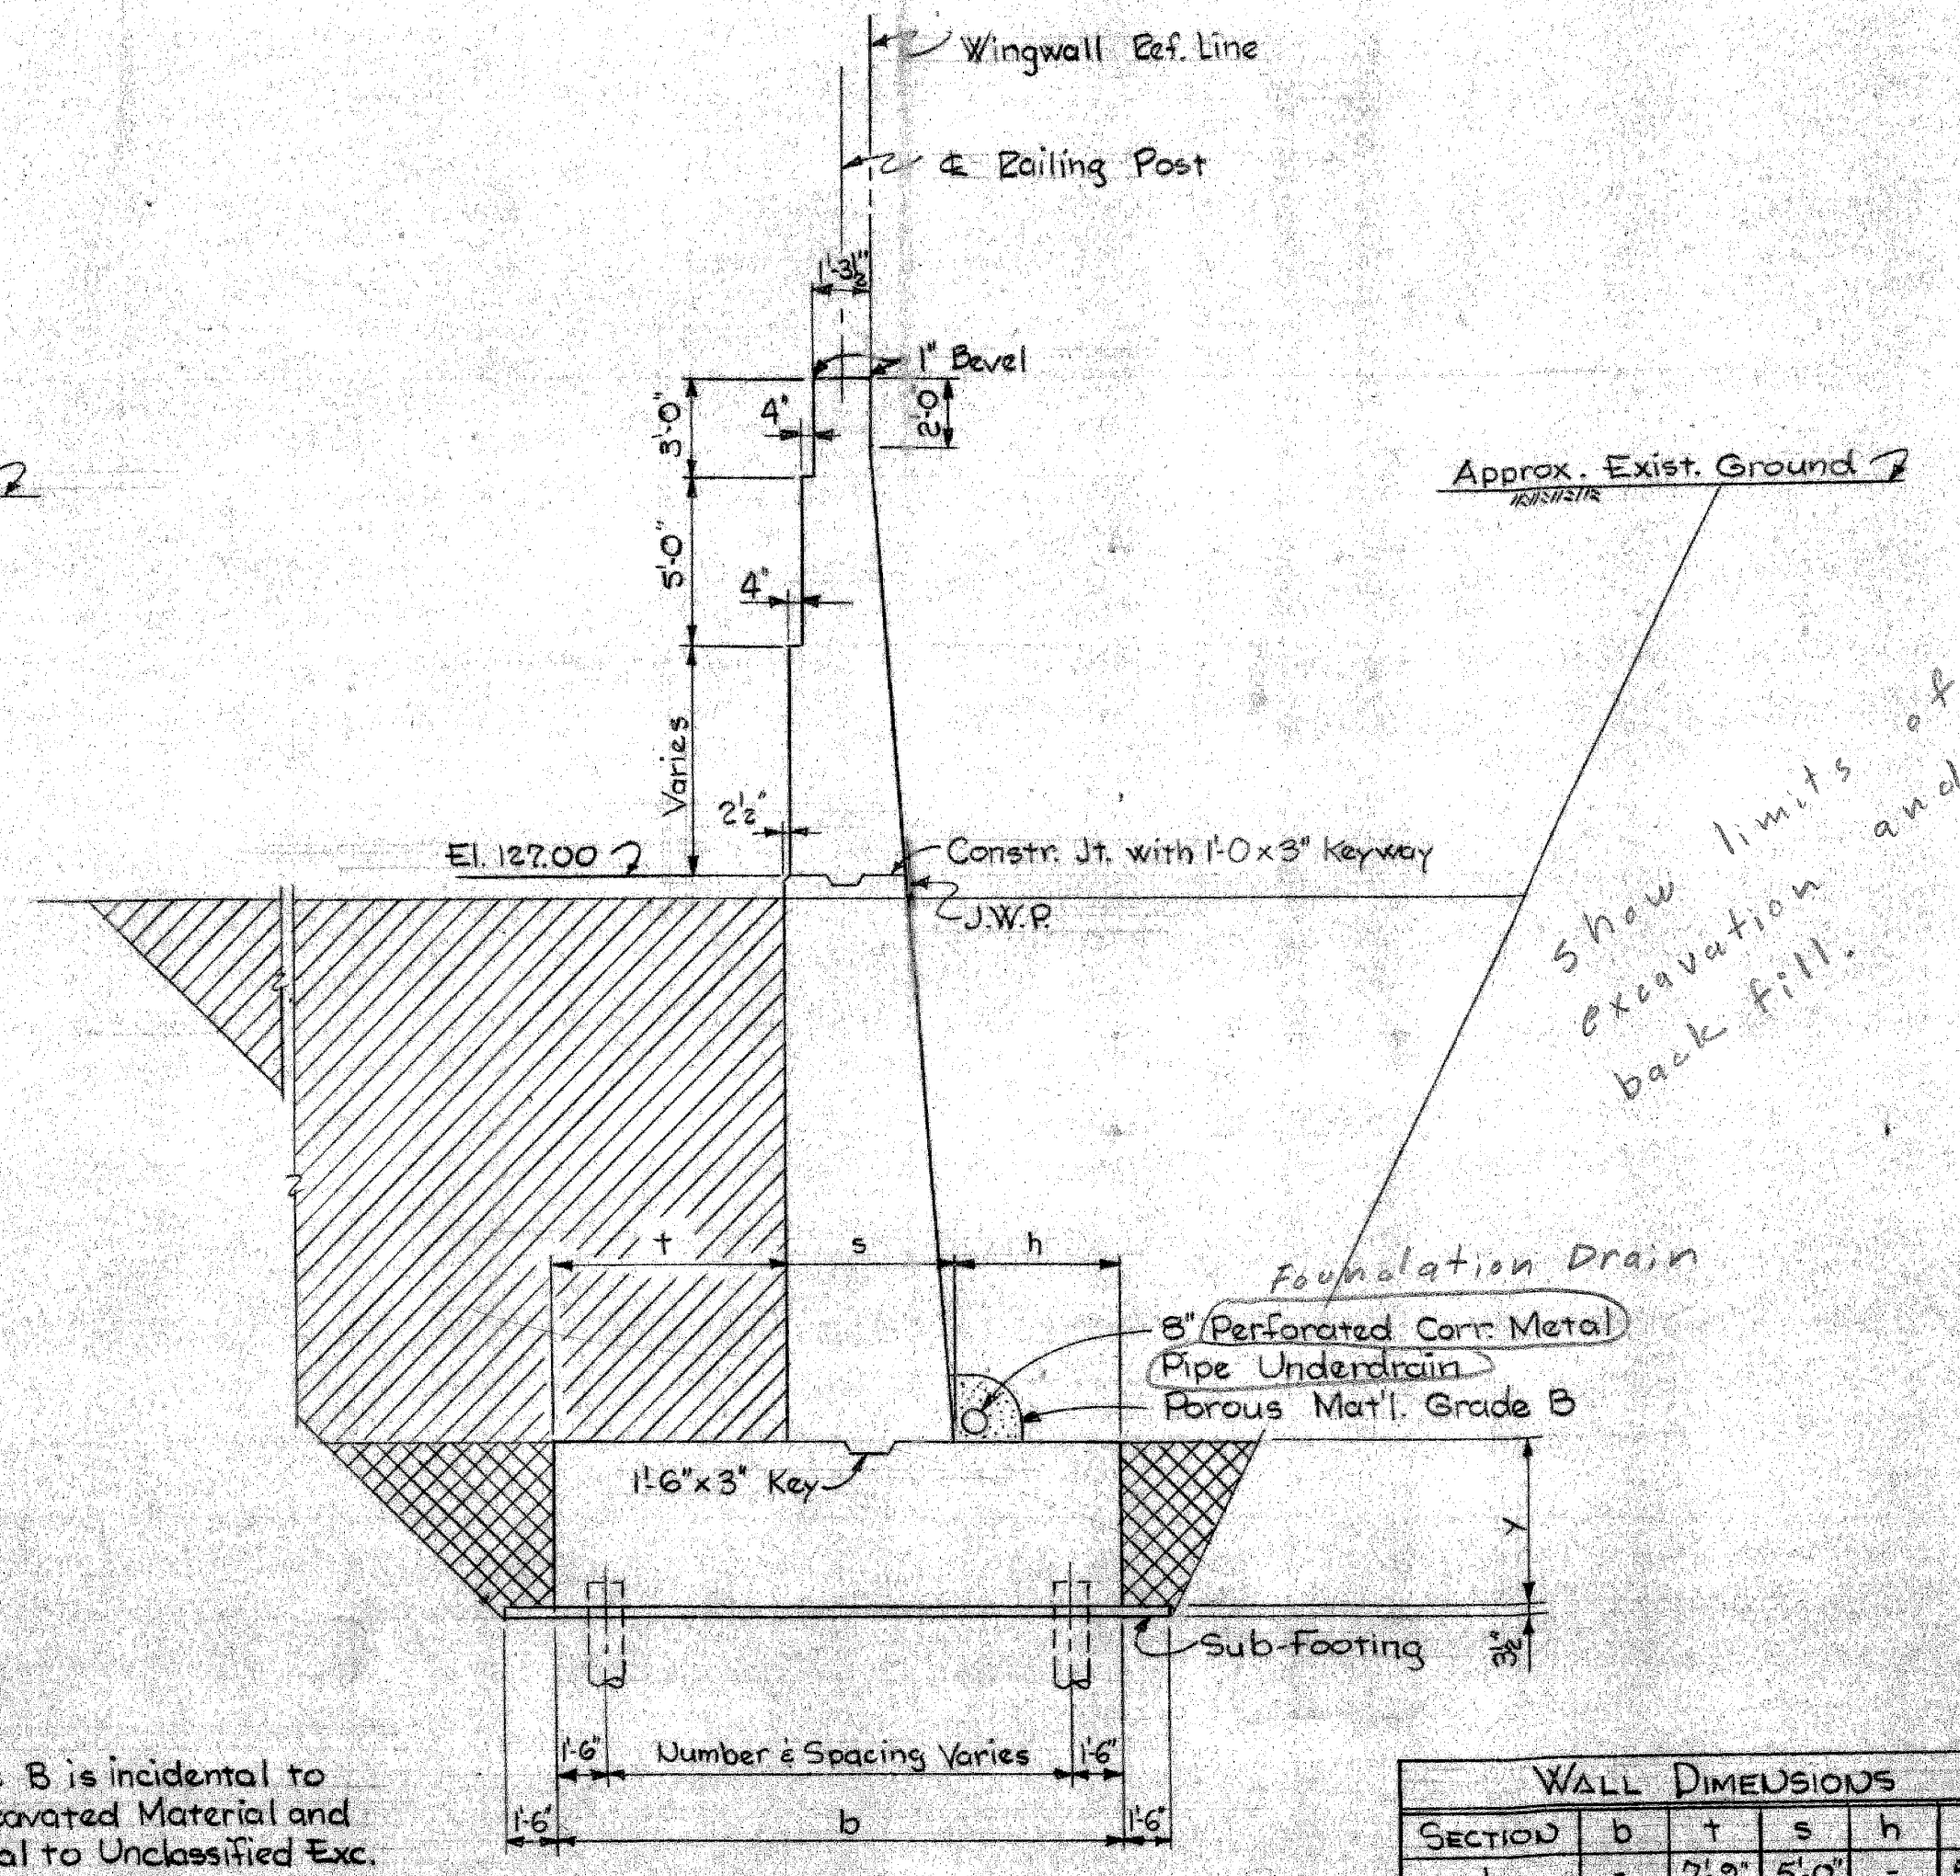 Wingwall Ref. Line
℄ Railing Post
1'-3½"
1" Bevel
3'-0"
4"
2'-0"
Approx. Exist. Ground
5'-0"
4"
Varies
2½"
El. 127.00
Constr. Jt. with 1'-0 x 3" Keyway
J.W.P.
show limits of
excavation and
back fill.
t
s
h
Foundation Drain
8" Perforated Corr. Metal
Pipe Underdrain
Porous Mat'l. Grade B
1'-6" x 3" Key
Y
Sub-Footing
3½"
1'-6"
Number & Spacing Varies
1'-6"
1'-6"
b
1'-6"
B is incidental to
cavated Material and
al to Unclassified Exc.
WALL DIMENSIONS
SECTION b t s h
5'-0"